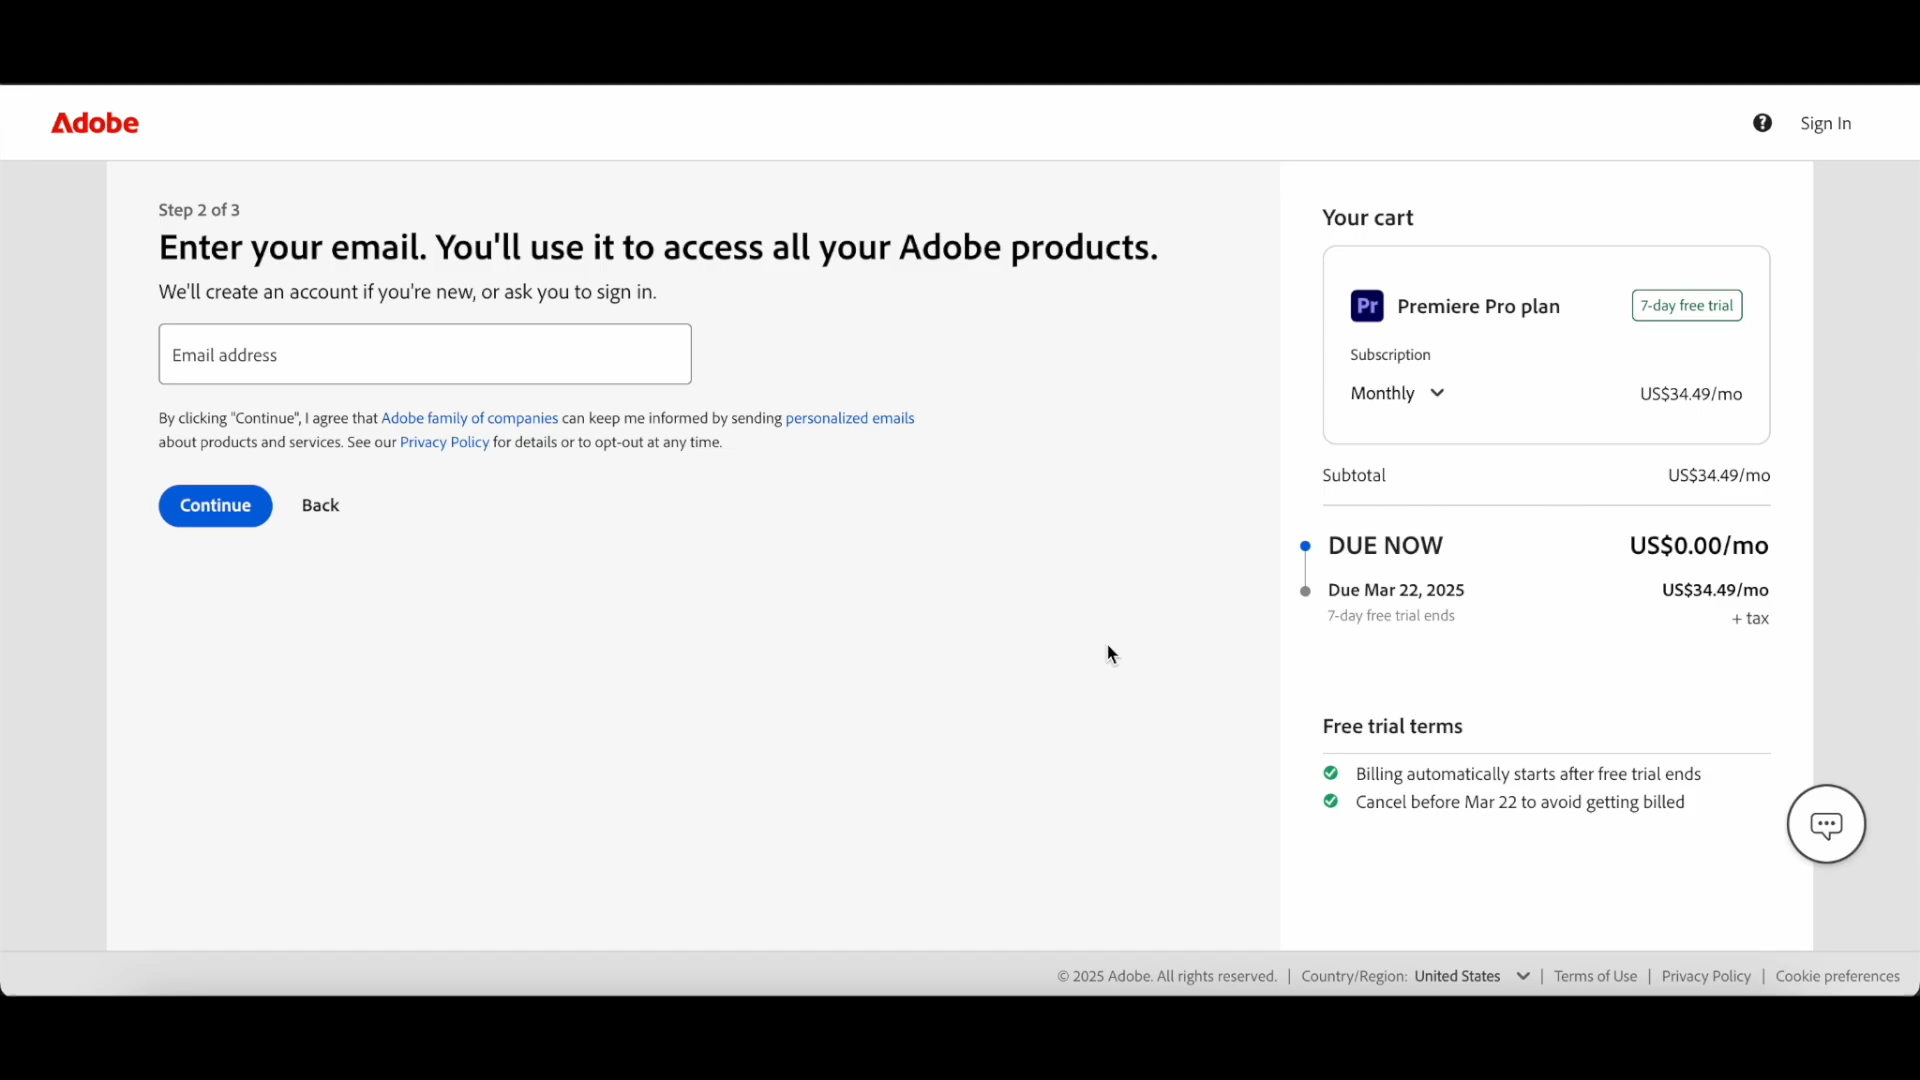 Adobe
Sign In
Step 2 of 3
Enter your email. You'll use it to access all your Adobe products.
We'll create an account if you're new, or ask you to sign in.
Email address
By clicking "Continue", I agree that Adobe family of companies can keep me informed by sending personalized emails
about products and services. See our Privacy Policy for details or to opt-out at any time.
Continue Back
Your cart
Pr Premiere Pro plan 7-day free trial
Subscription
Monthly US$34.49/mo
Subtotal US$34.49/mo
DUE NOW US$0.00/mo
Due Mar 22, 2025 US$34.49/mo
7-day free trial ends + tax
Free trial terms
Billing automatically starts after free trial ends
Cancel before Mar 22 to avoid getting billed
© 2025 Adobe. All rights reserved. | Country/Region: United States | Terms of Use | Privacy Policy | Cookie preferences